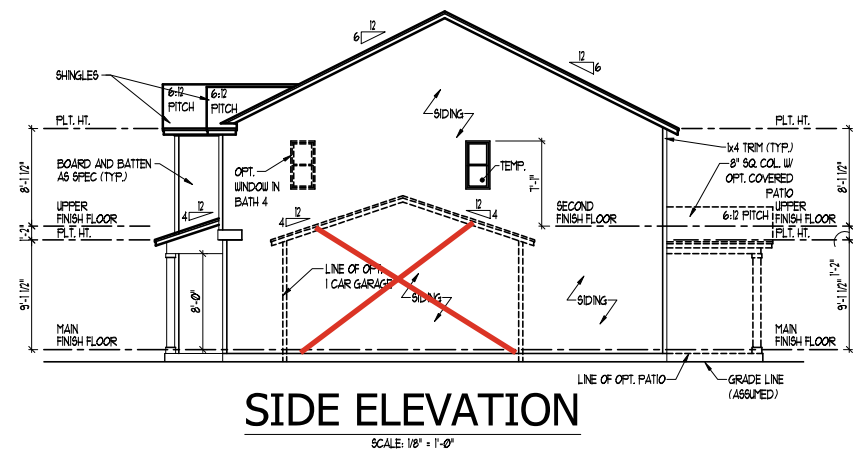 12
6
12
6
SHINGLES
6:12
PITCH
6:12
PITCH
SIDING
PLT. HT.
PLT. HT.
1x4 TRIM (TYP.)
8" SQ. COL. W/
OPT. COVERED
PATIO
BOARD AND BATTEN
AS SPEC (TYP.)
OPT.
WINDOW IN
BATH 4
TEMP.
8'-1 1/2"
7'-11"
8'-1 1/2"
UPPER
FINISH FLOOR
12
4
12
4
12
4
SECOND
FINISH FLOOR
6:12 PITCH
UPPER
FINISH FLOOR
1'-2"
PLT. HT.
PLT. HT.
1'-2"
LINE OF OPT.
1 CAR GARAGE
SIDING
SIDING
9'-1 1/2"
8'-0"
9'-1 1/2"
MAIN
FINISH FLOOR
MAIN
FINISH FLOOR
LINE OF OPT. PATIO
GRADE LINE
(ASSUMED)
SIDE ELEVATION
SCALE: 1/8" = 1'-0"